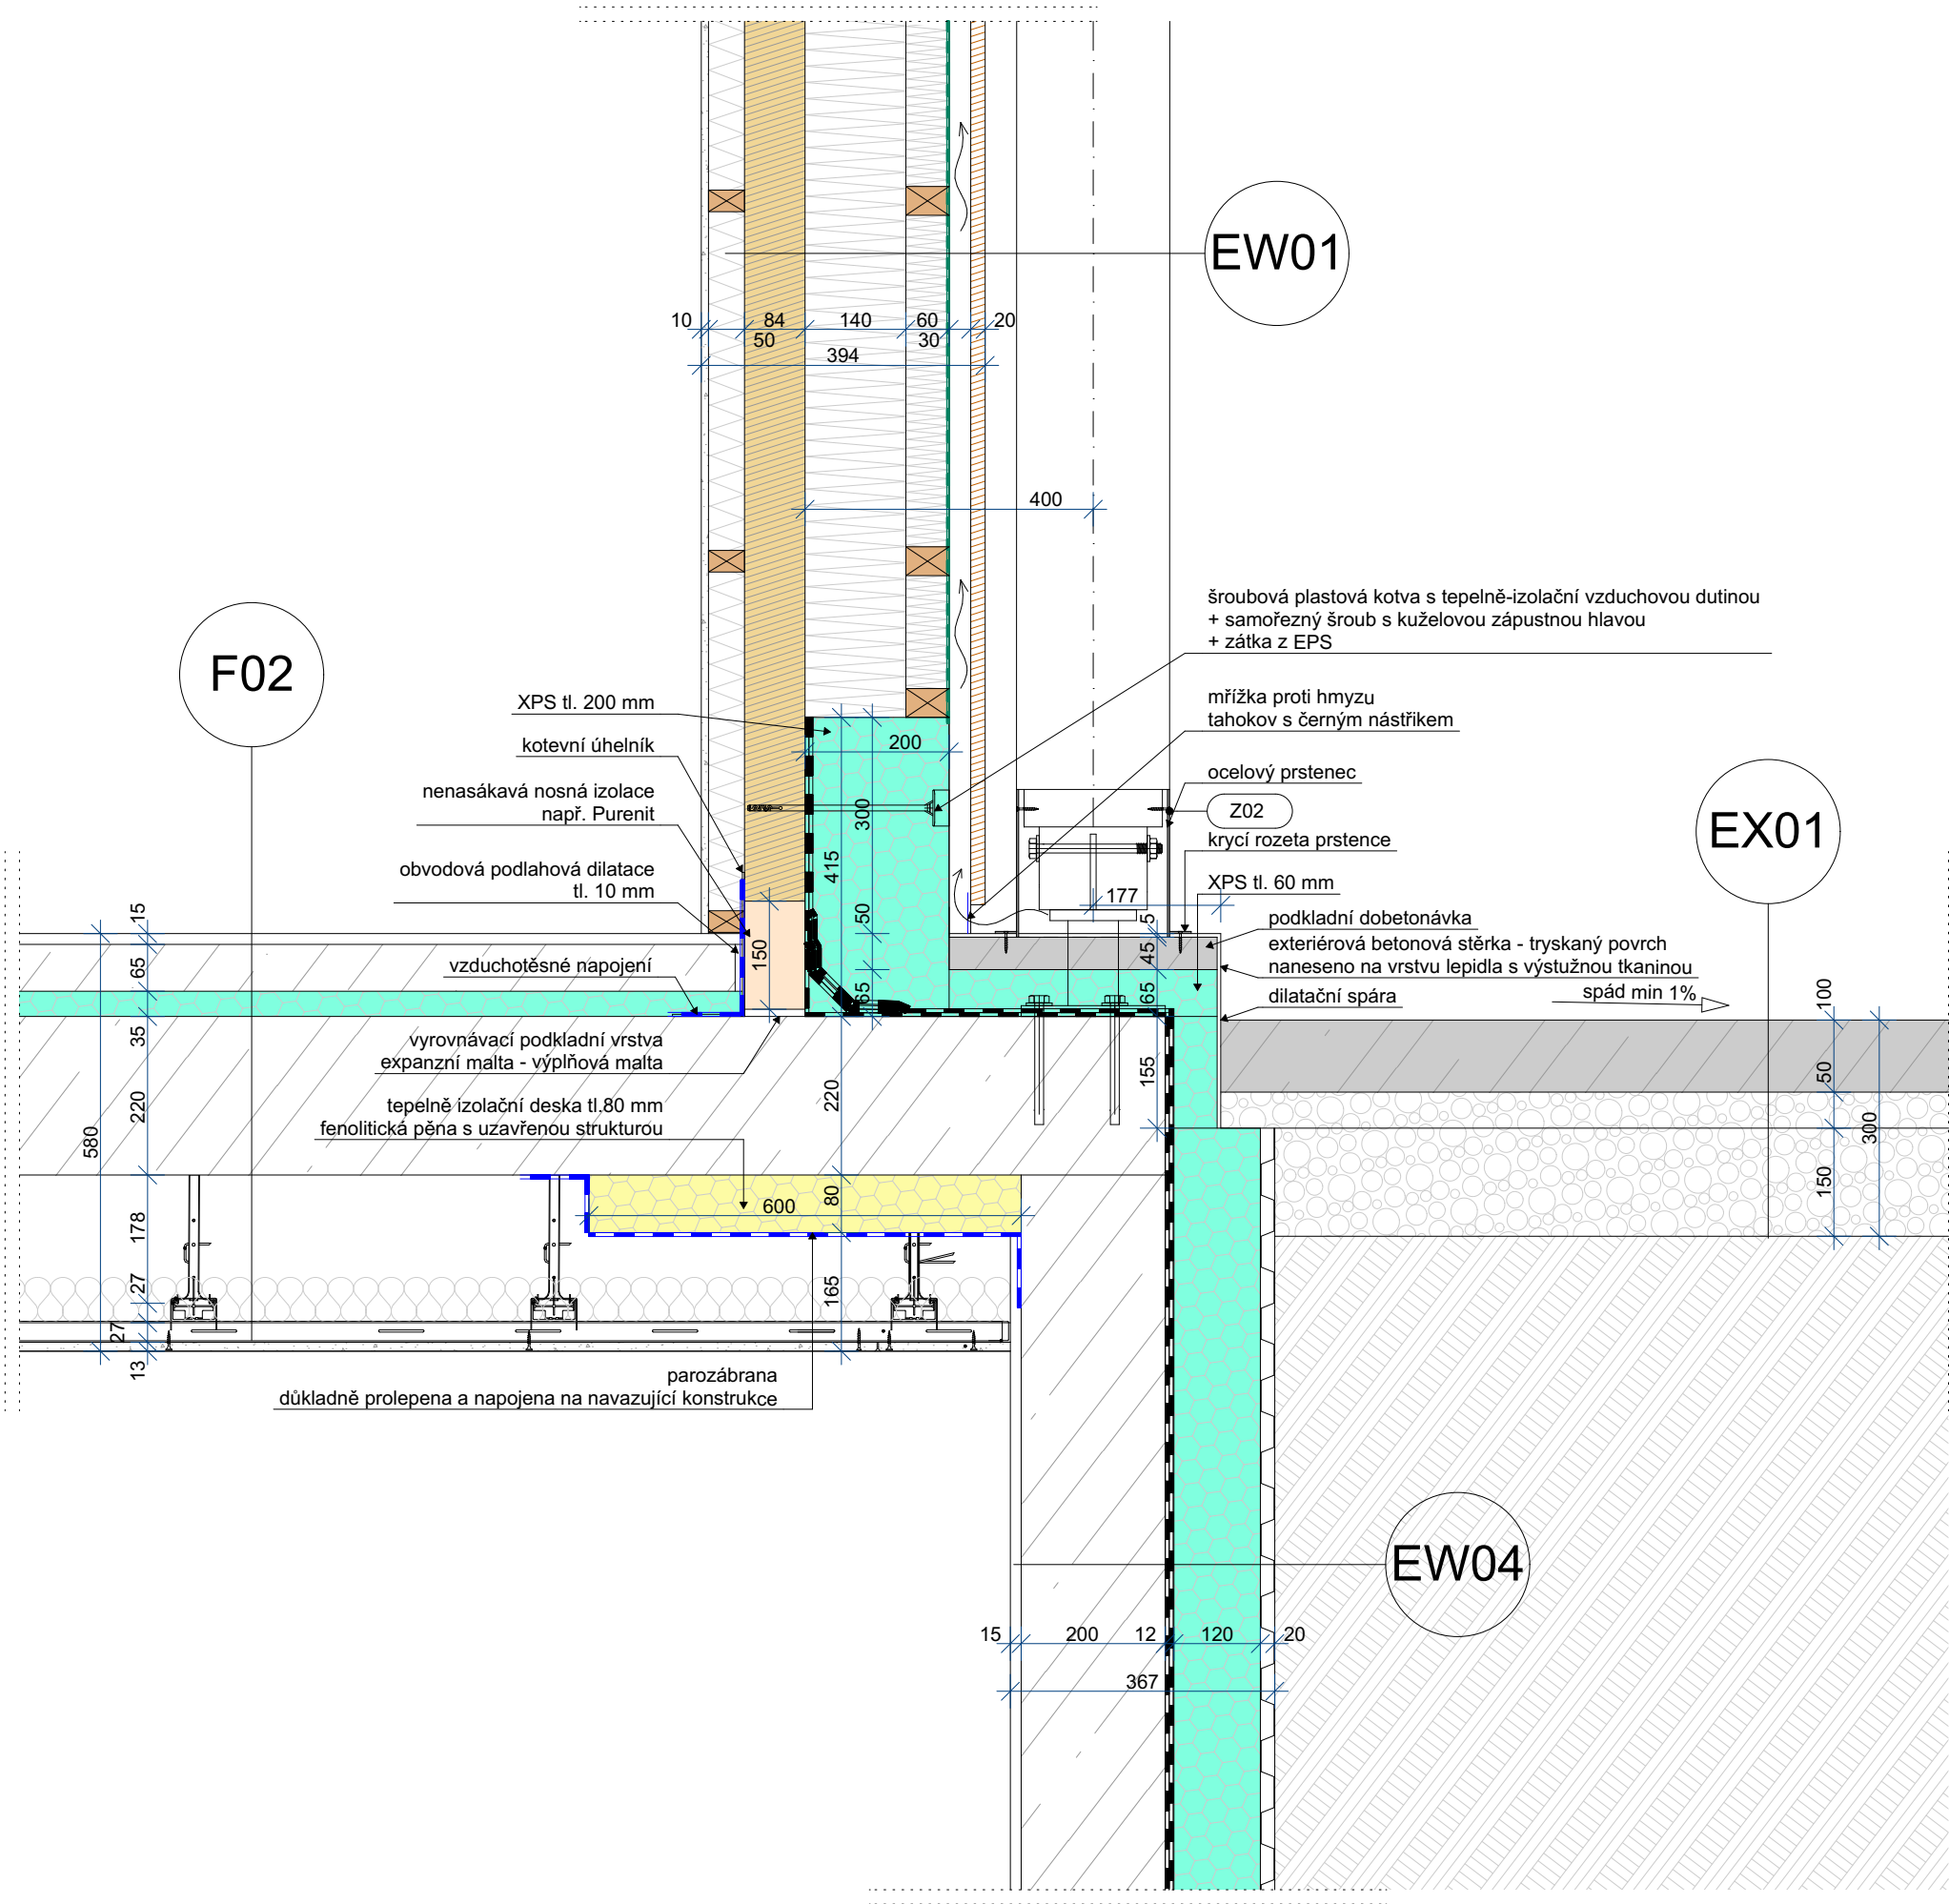 EW01
10
84
140
60
20
50
30
394
400
šroubová plastová kotva s tepelně-izolační vzduchovou dutinou
+ samořezný šroub s kuželovou zápustnou hlavou
+ zátka z EPS
F02
XPS tl. 200 mm
mřížka proti hmyzu
tahokov s černým nástřikem
kotevní úhelník
200
ocelový prstenec
nenasákavá nosná izolace
např. Purenit
300
Z02
EX01
krycí rozeta prstence
415
obvodová podlahová dilatace
tl. 10 mm
XPS tl. 60 mm
177
15
50
5
podkladní dobetonávka
exteriérová betonová stěrka - tryskaný povrch
naneseno na vrstvu lepidla s výstužnou tkaninou
65
vzduchotěsné napojení
150
45
65
65
dilatační spára
spád min 1%
100
35
vyrovnávací podkladní vrstva
expanzní malta - výplňová malta
155
50
220
220
300
580
tepelně izolační deska tl.80 mm
fenolitická pěna s uzavřenou strukturou
80
600
150
178
27
165
27
13
parozábrana
důkladně prolepena a napojena na navazující konstrukce
EW04
15
200
12
120
20
367